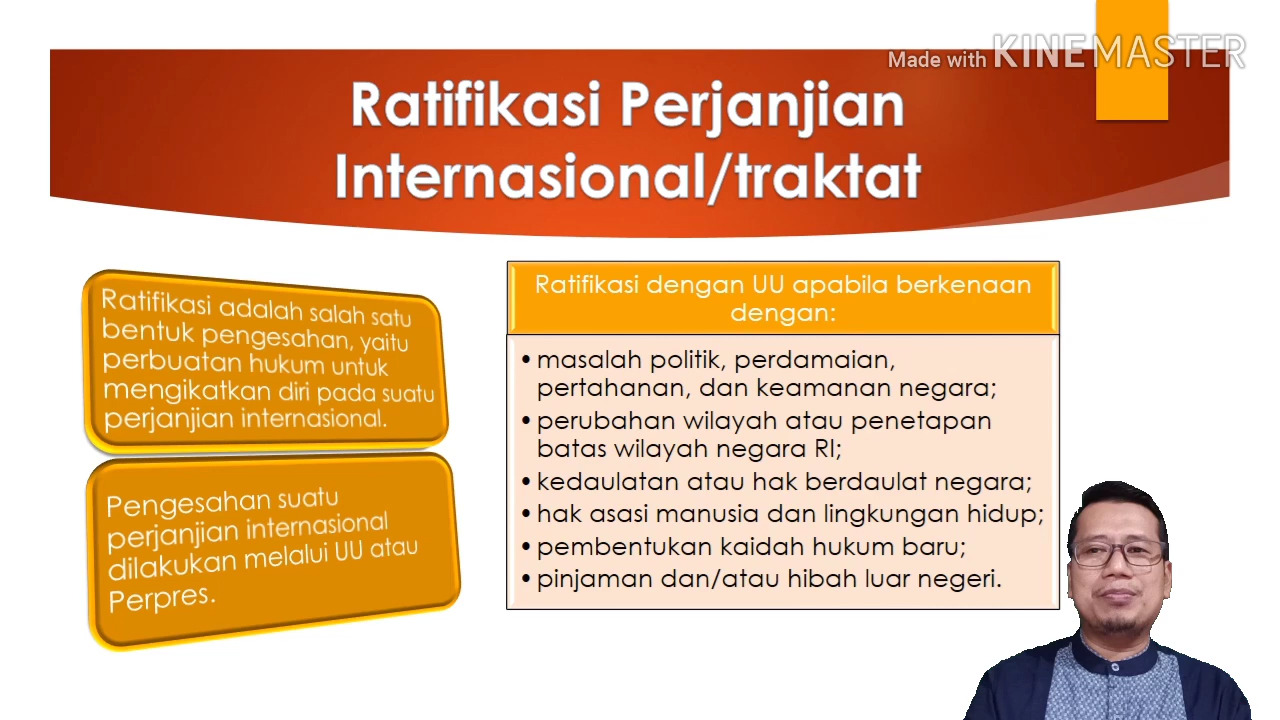 Made with KINEMASTER
Ratifikasi Perjanjian
Internasional/traktat
Ratifikasi adalah salah satu
bentuk pengesahan, yaitu
perbuatan hukum untuk
mengikatkan diri pada suatu
perjanjian internasional.
Pengesahan suatu
perjanjian internasional
dilakukan melalui UU atau
Perpres.
Ratifikasi dengan UU apabila berkenaan
dengan:
• masalah politik, perdamaian,
pertahanan, dan keamanan negara;
• perubahan wilayah atau penetapan
batas wilayah negara RI;
• kedaulatan atau hak berdaulat negara;
• hak asasi manusia dan lingkungan hidup;
• pembentukan kaidah hukum baru;
• pinjaman dan/atau hibah luar negeri.